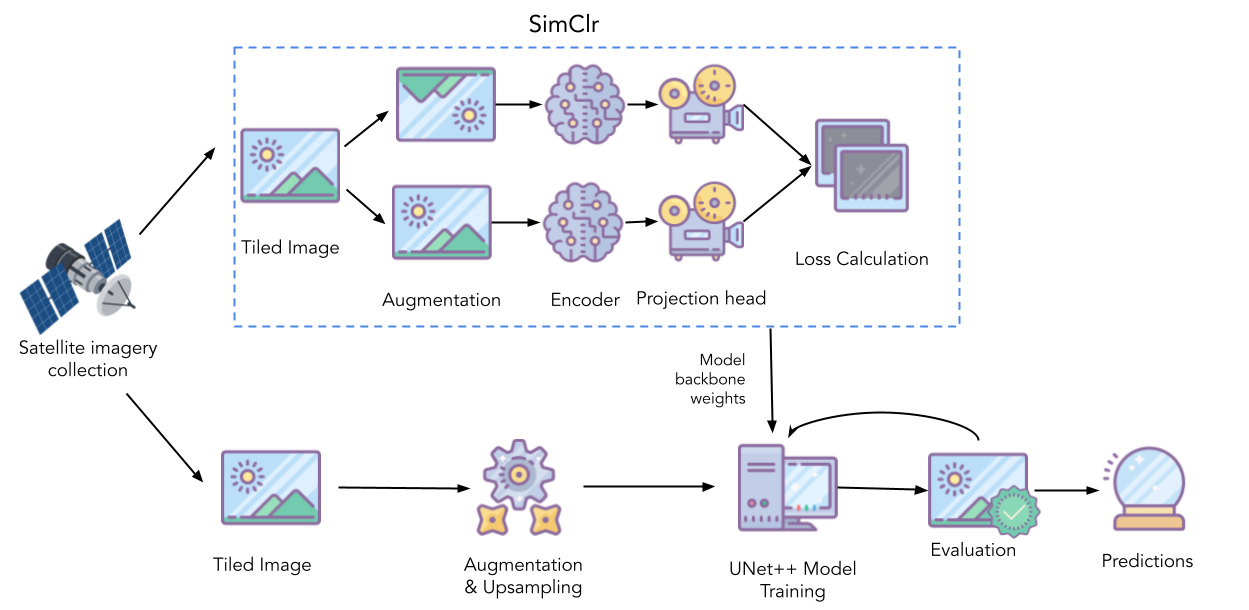 SimClr
Tiled Image
Augmentation
Encoder
Projection head
Loss Calculation
Satellite imagery
collection
Model
backbone
weights
Tiled Image
Augmentation
& Upsampling
UNet++ Model
Training
Evaluation
Predictions